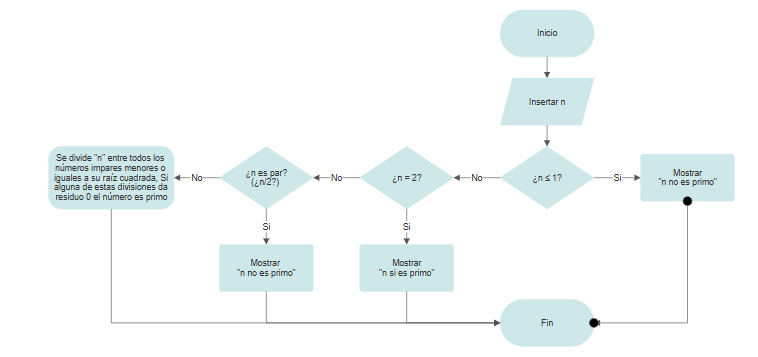 Inicio
Insertar n
¿n ≤ 1?
Si
Mostrar
"n no es primo"
No
¿n = 2?
Si
Mostrar
"n si es primo"
No
¿n es par?
(¿n/2?)
Si
Mostrar
"n no es primo"
No
Se divide "n" entre todos los
números impares menores o
iguales a su raíz cuadrada, Si
alguna de estas divisiones da
residuo 0 el número es primo
Fin